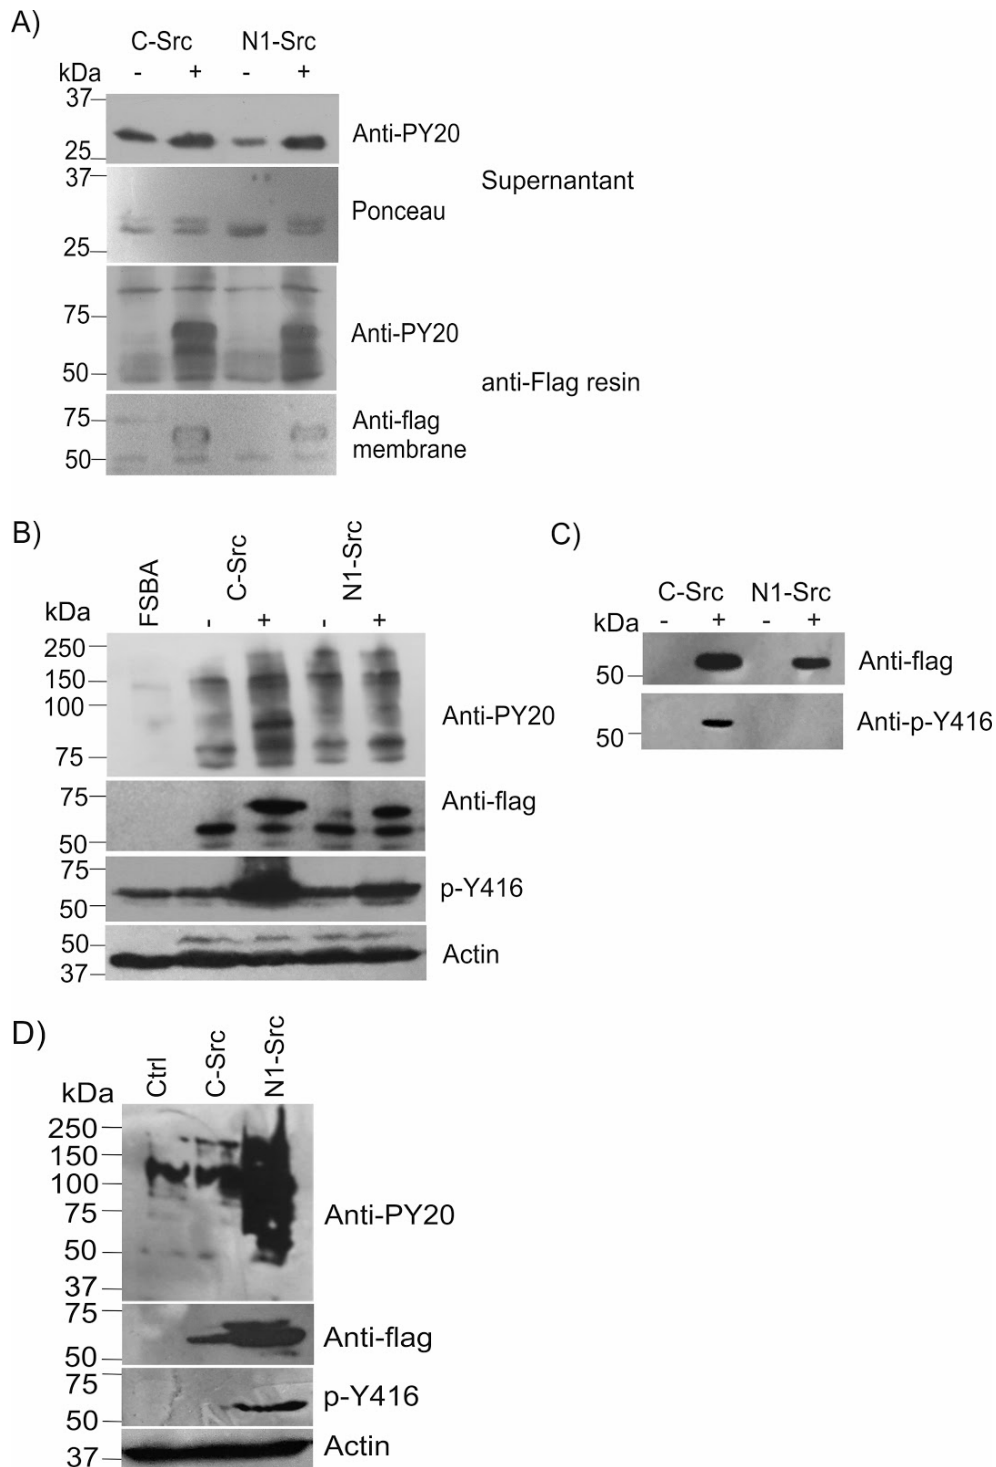 A)
C-Src N1-Src
kDa - + - +
37
Anti-PY20
25
Supernantant
37
Ponceau
25
75
Anti-PY20
50
anti-Flag resin
75
Anti-flag
membrane
50
B)
FSBA C-Src N1-Src
kDa - + - +
250
150
100
Anti-PY20
75
75
Anti-flag
50
75
p-Y416
50
50
Actin
37
C)
C-Src N1-Src
kDa - + - +
Anti-flag
50
Anti-p-Y416
50
D)
Ctrl C-Src N1-Src
kDa
250
150
100
75
Anti-PY20
50
37
75
Anti-flag
50
75
p-Y416
50
Actin
37